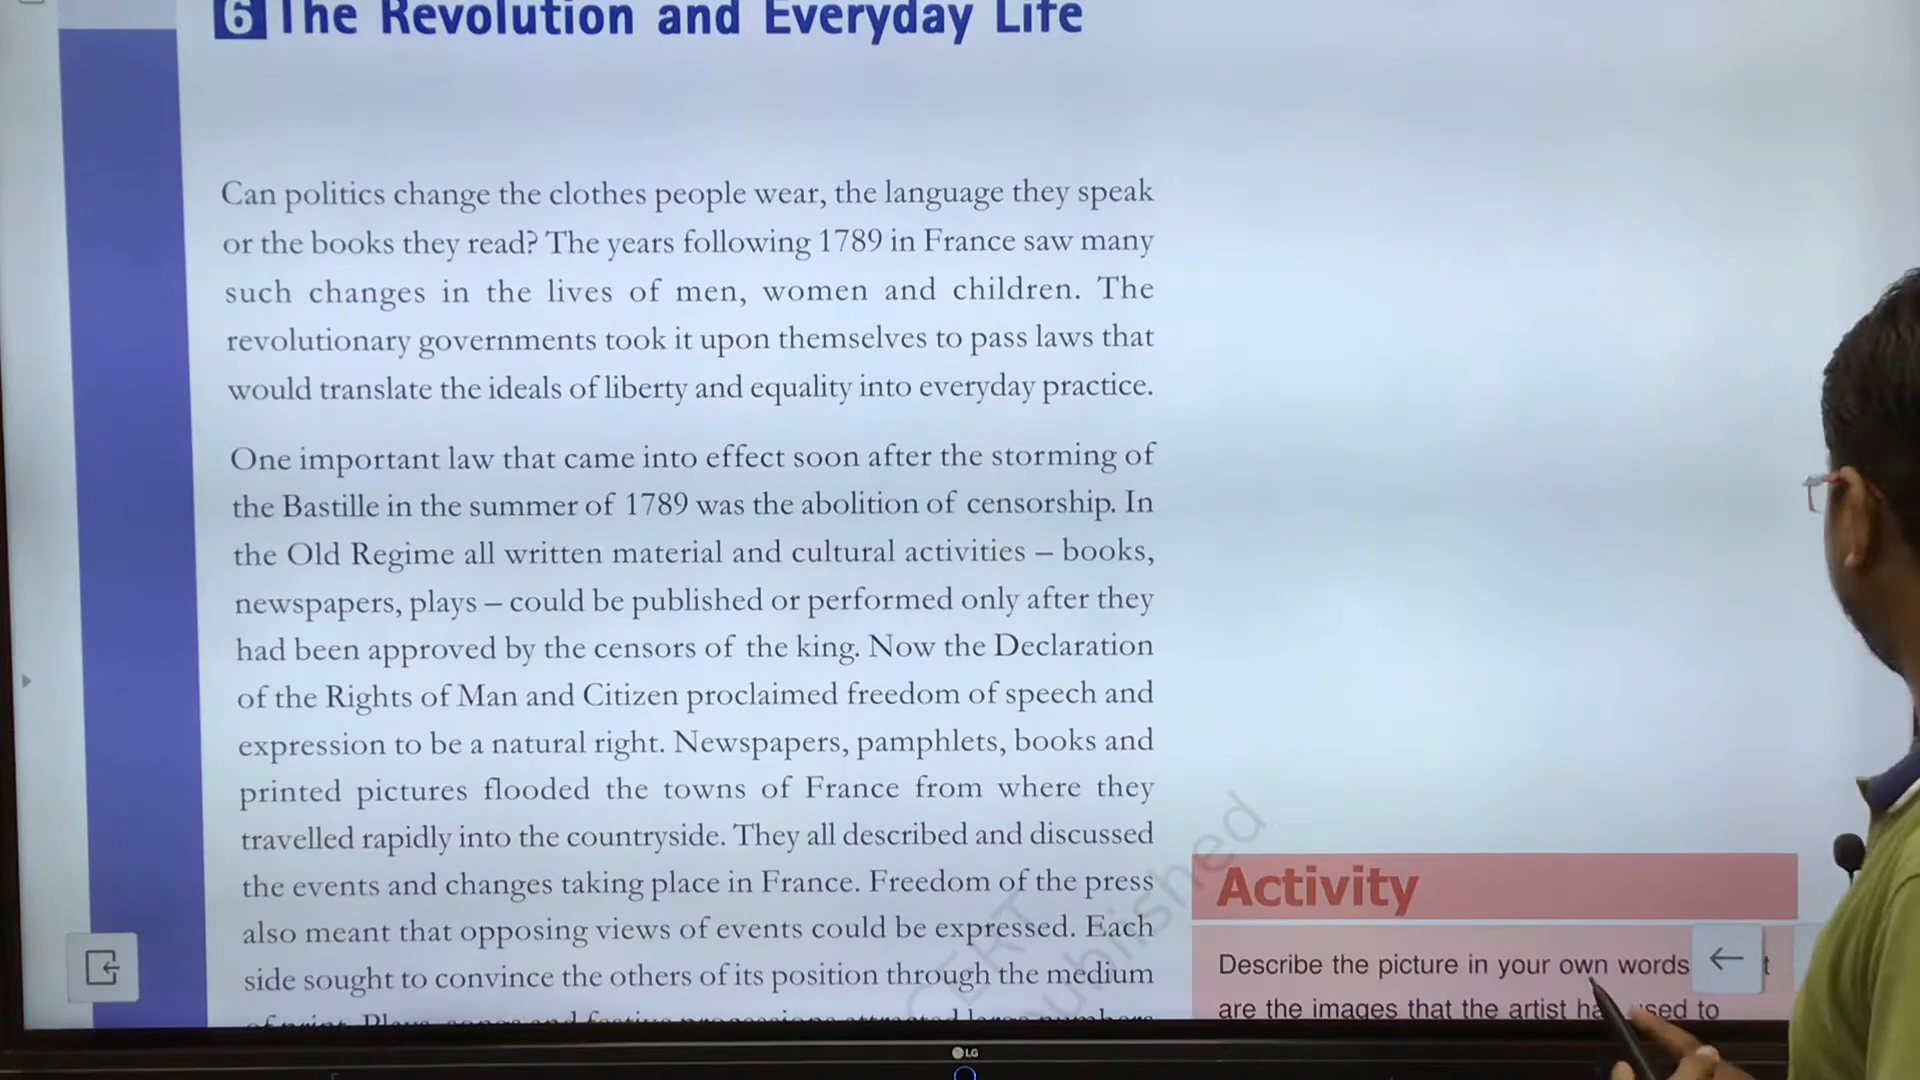 6 The Revolution and Everyday Life
Can politics change the clothes people wear, the language they speak
or the books they read? The years following 1789 in France saw many
such changes in the lives of men, women and children. The
revolutionary governments took it upon themselves to pass laws that
would translate the ideals of liberty and equality into everyday practice.
One important law that came into effect soon after the storming of
the Bastille in the summer of 1789 was the abolition of censorship. In
the Old Regime all written material and cultural activities – books,
newspapers, plays – could be published or performed only after they
had been approved by the censors of the king. Now the Declaration
of the Rights of Man and Citizen proclaimed freedom of speech and
expression to be a natural right. Newspapers, pamphlets, books and
printed pictures flooded the towns of France from where they
travelled rapidly into the countryside. They all described and discussed
the events and changes taking place in France. Freedom of the press
also meant that opposing views of events could be expressed. Each
side sought to convince the others of its position through the medium
Activity
Describe the picture in your own words
are the images that the artist to
LG